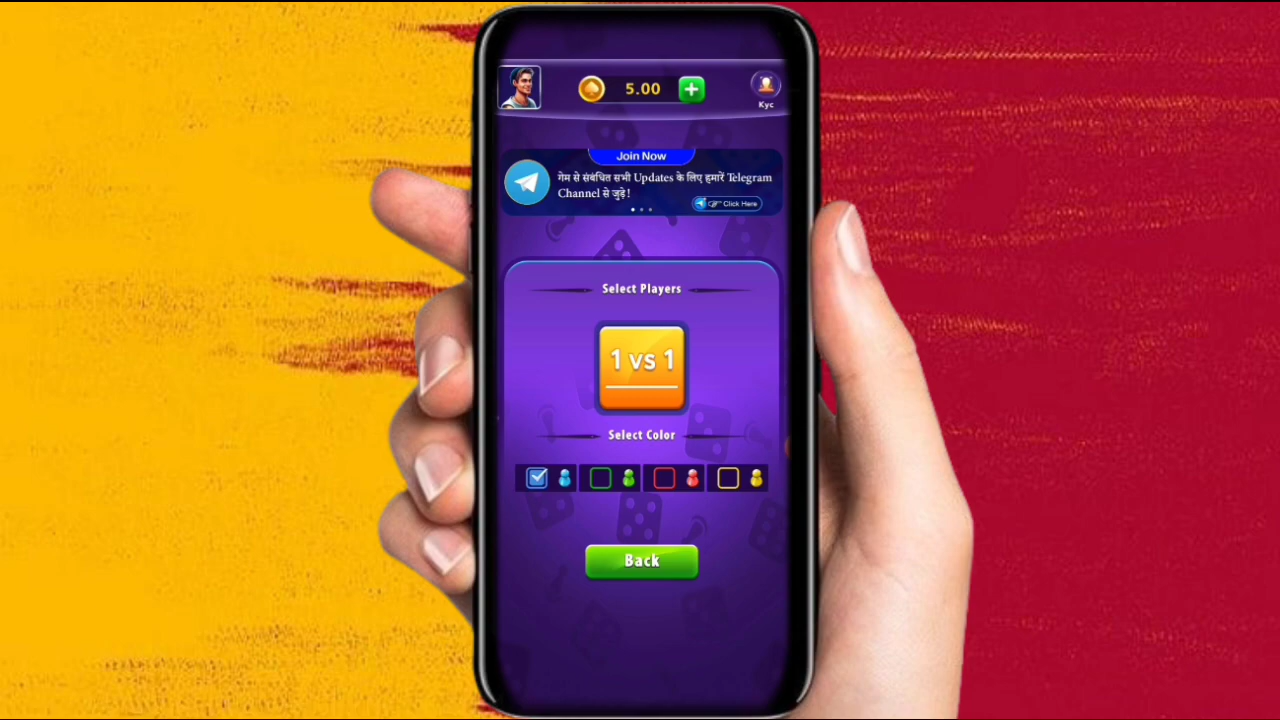 5.00
Kyc
Join Now
गेम से संबंधित सभी Updates के लिए हमारें Telegram
Channel से जुड़े!
Click Here
Select Players
1 vs 1
Select Color
Back